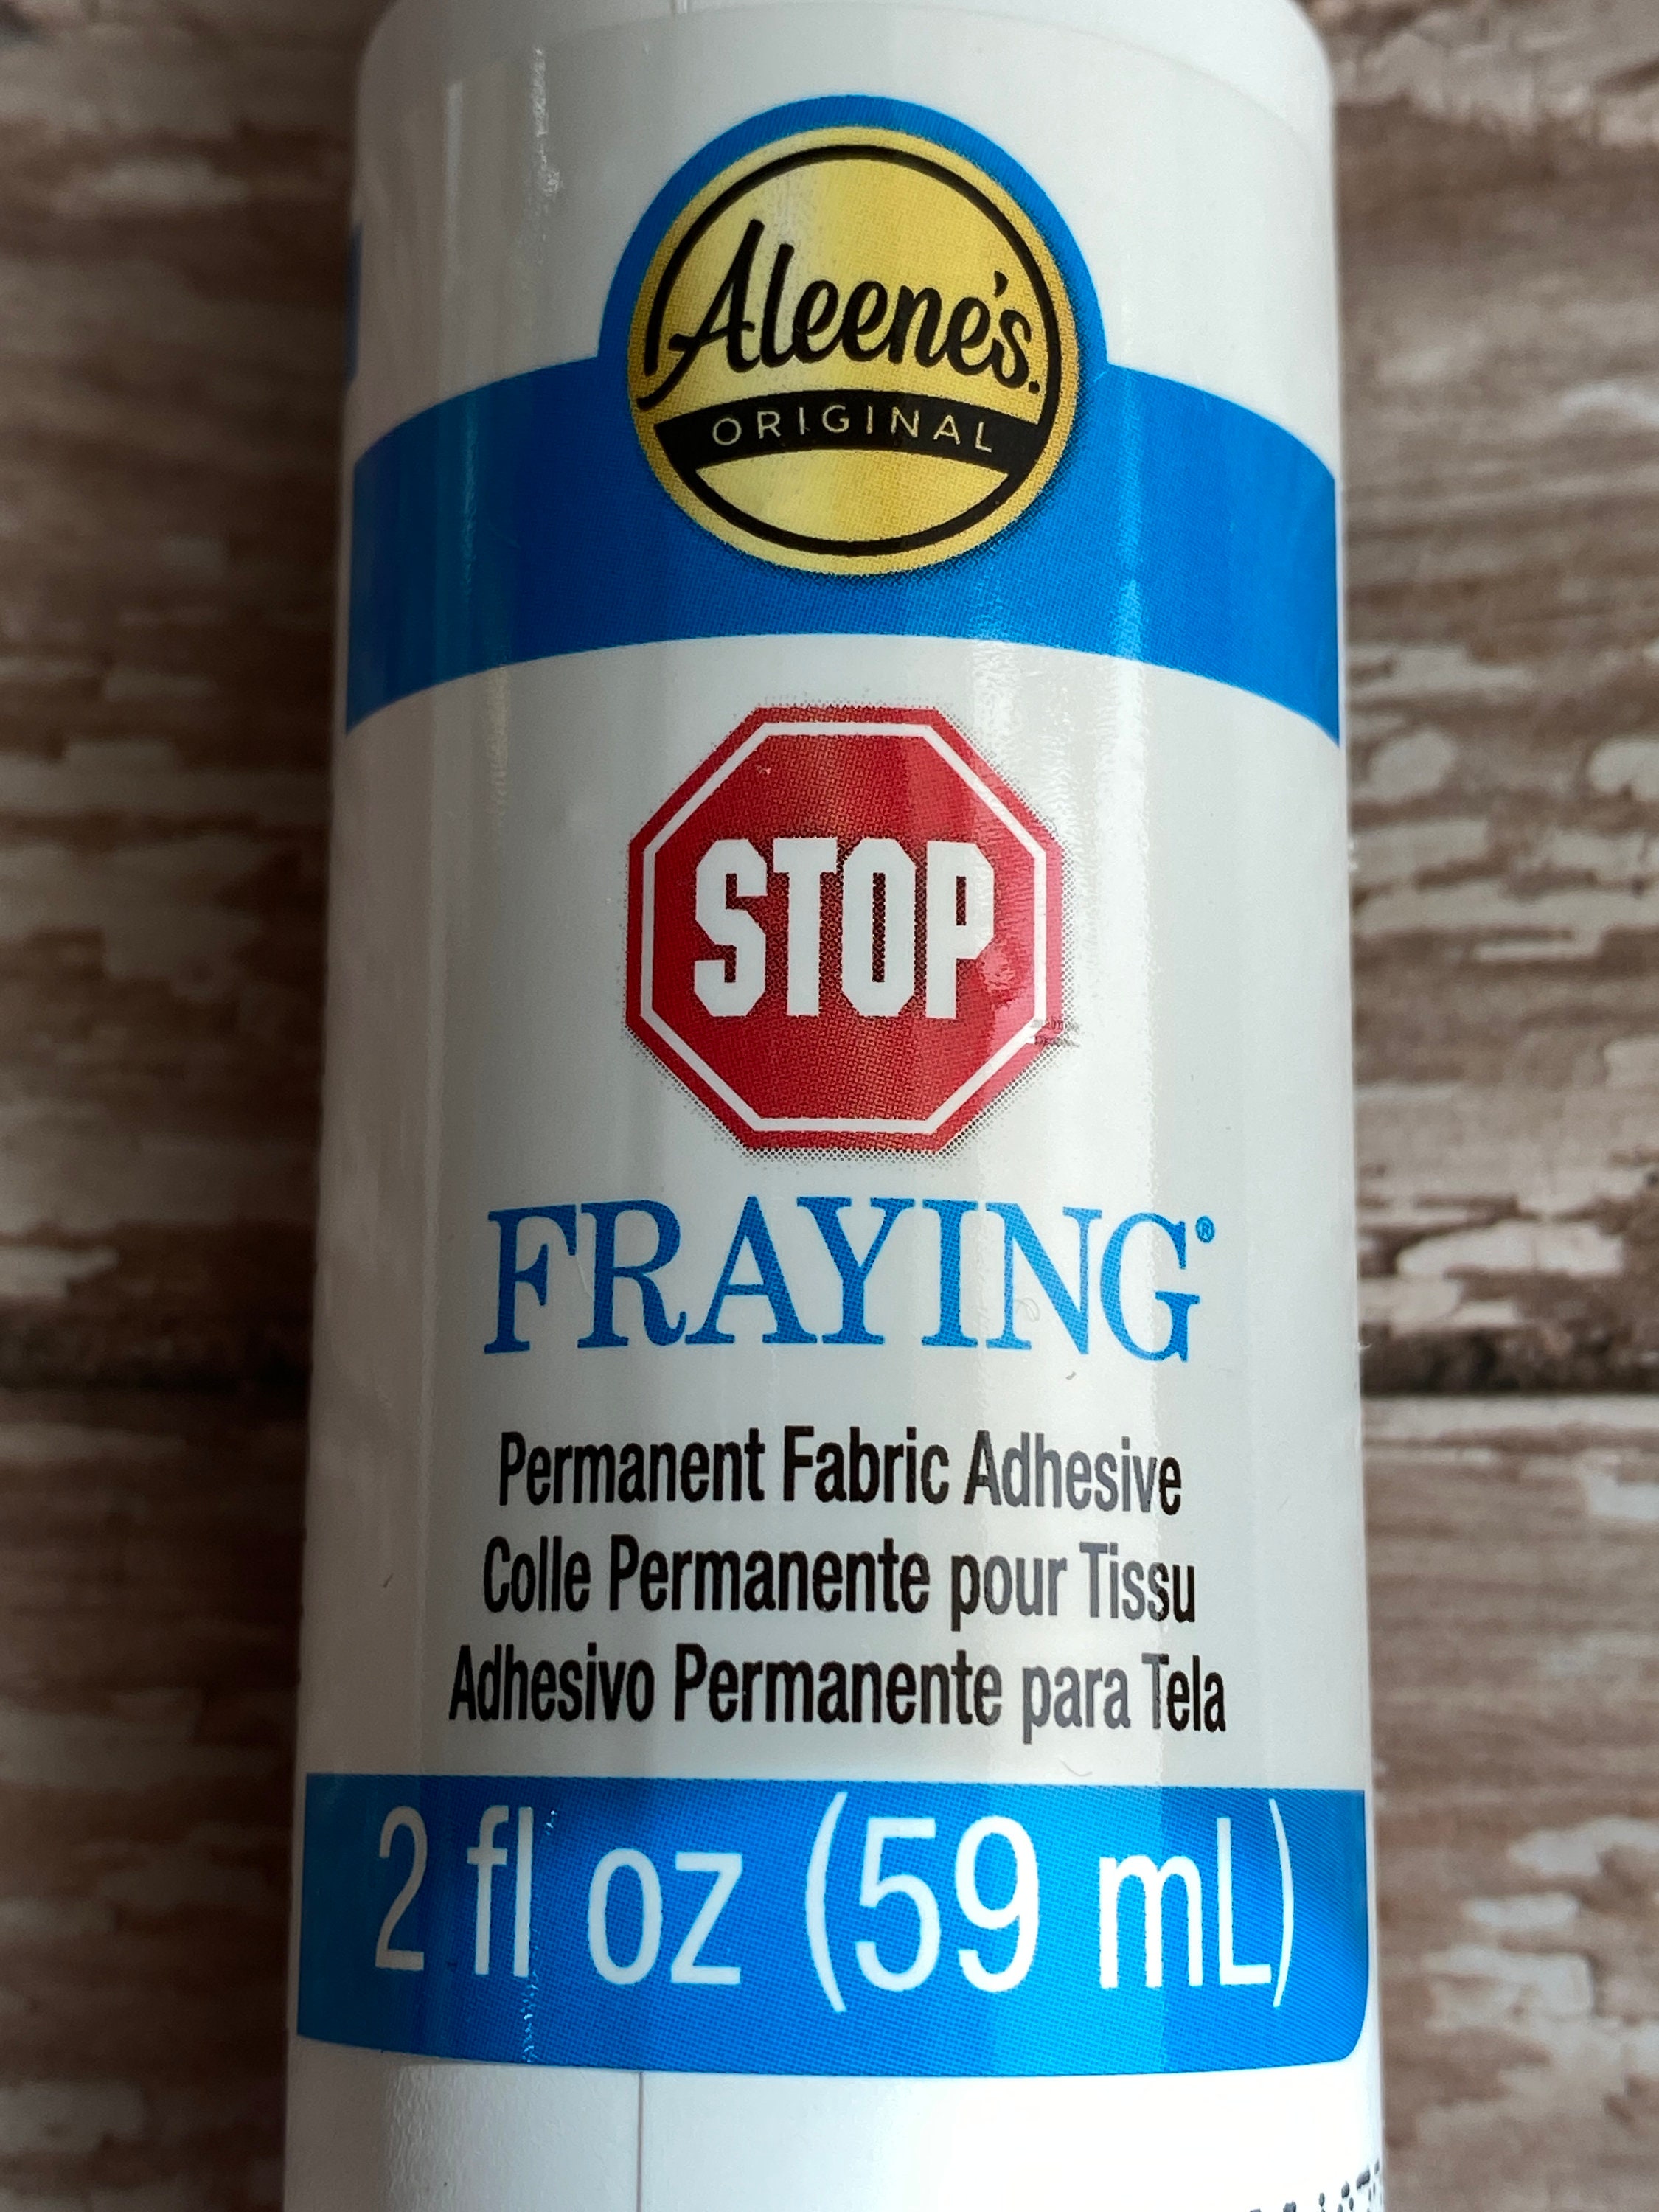 Aleene's
ORIGINAL
STOP
FRAYING®
Permanent Fabric Adhesive
Colle Permanente pour Tissu
Adhesivo Permanente para Tela
2 fl oz (59 mL)